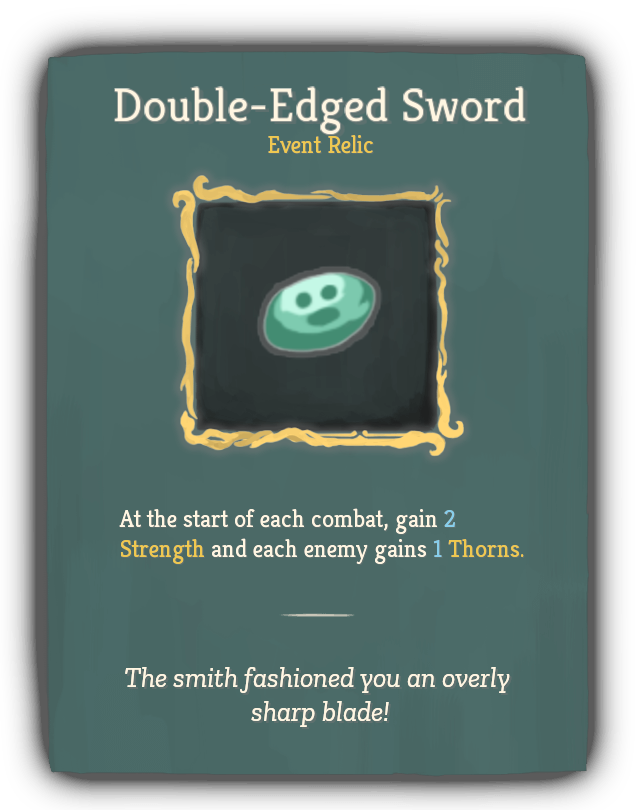 Double-Edged Sword
Event Relic
At the start of each combat, gain 2
Strength and each enemy gains 1 Thorns.
The smith fashioned you an overly
sharp blade!